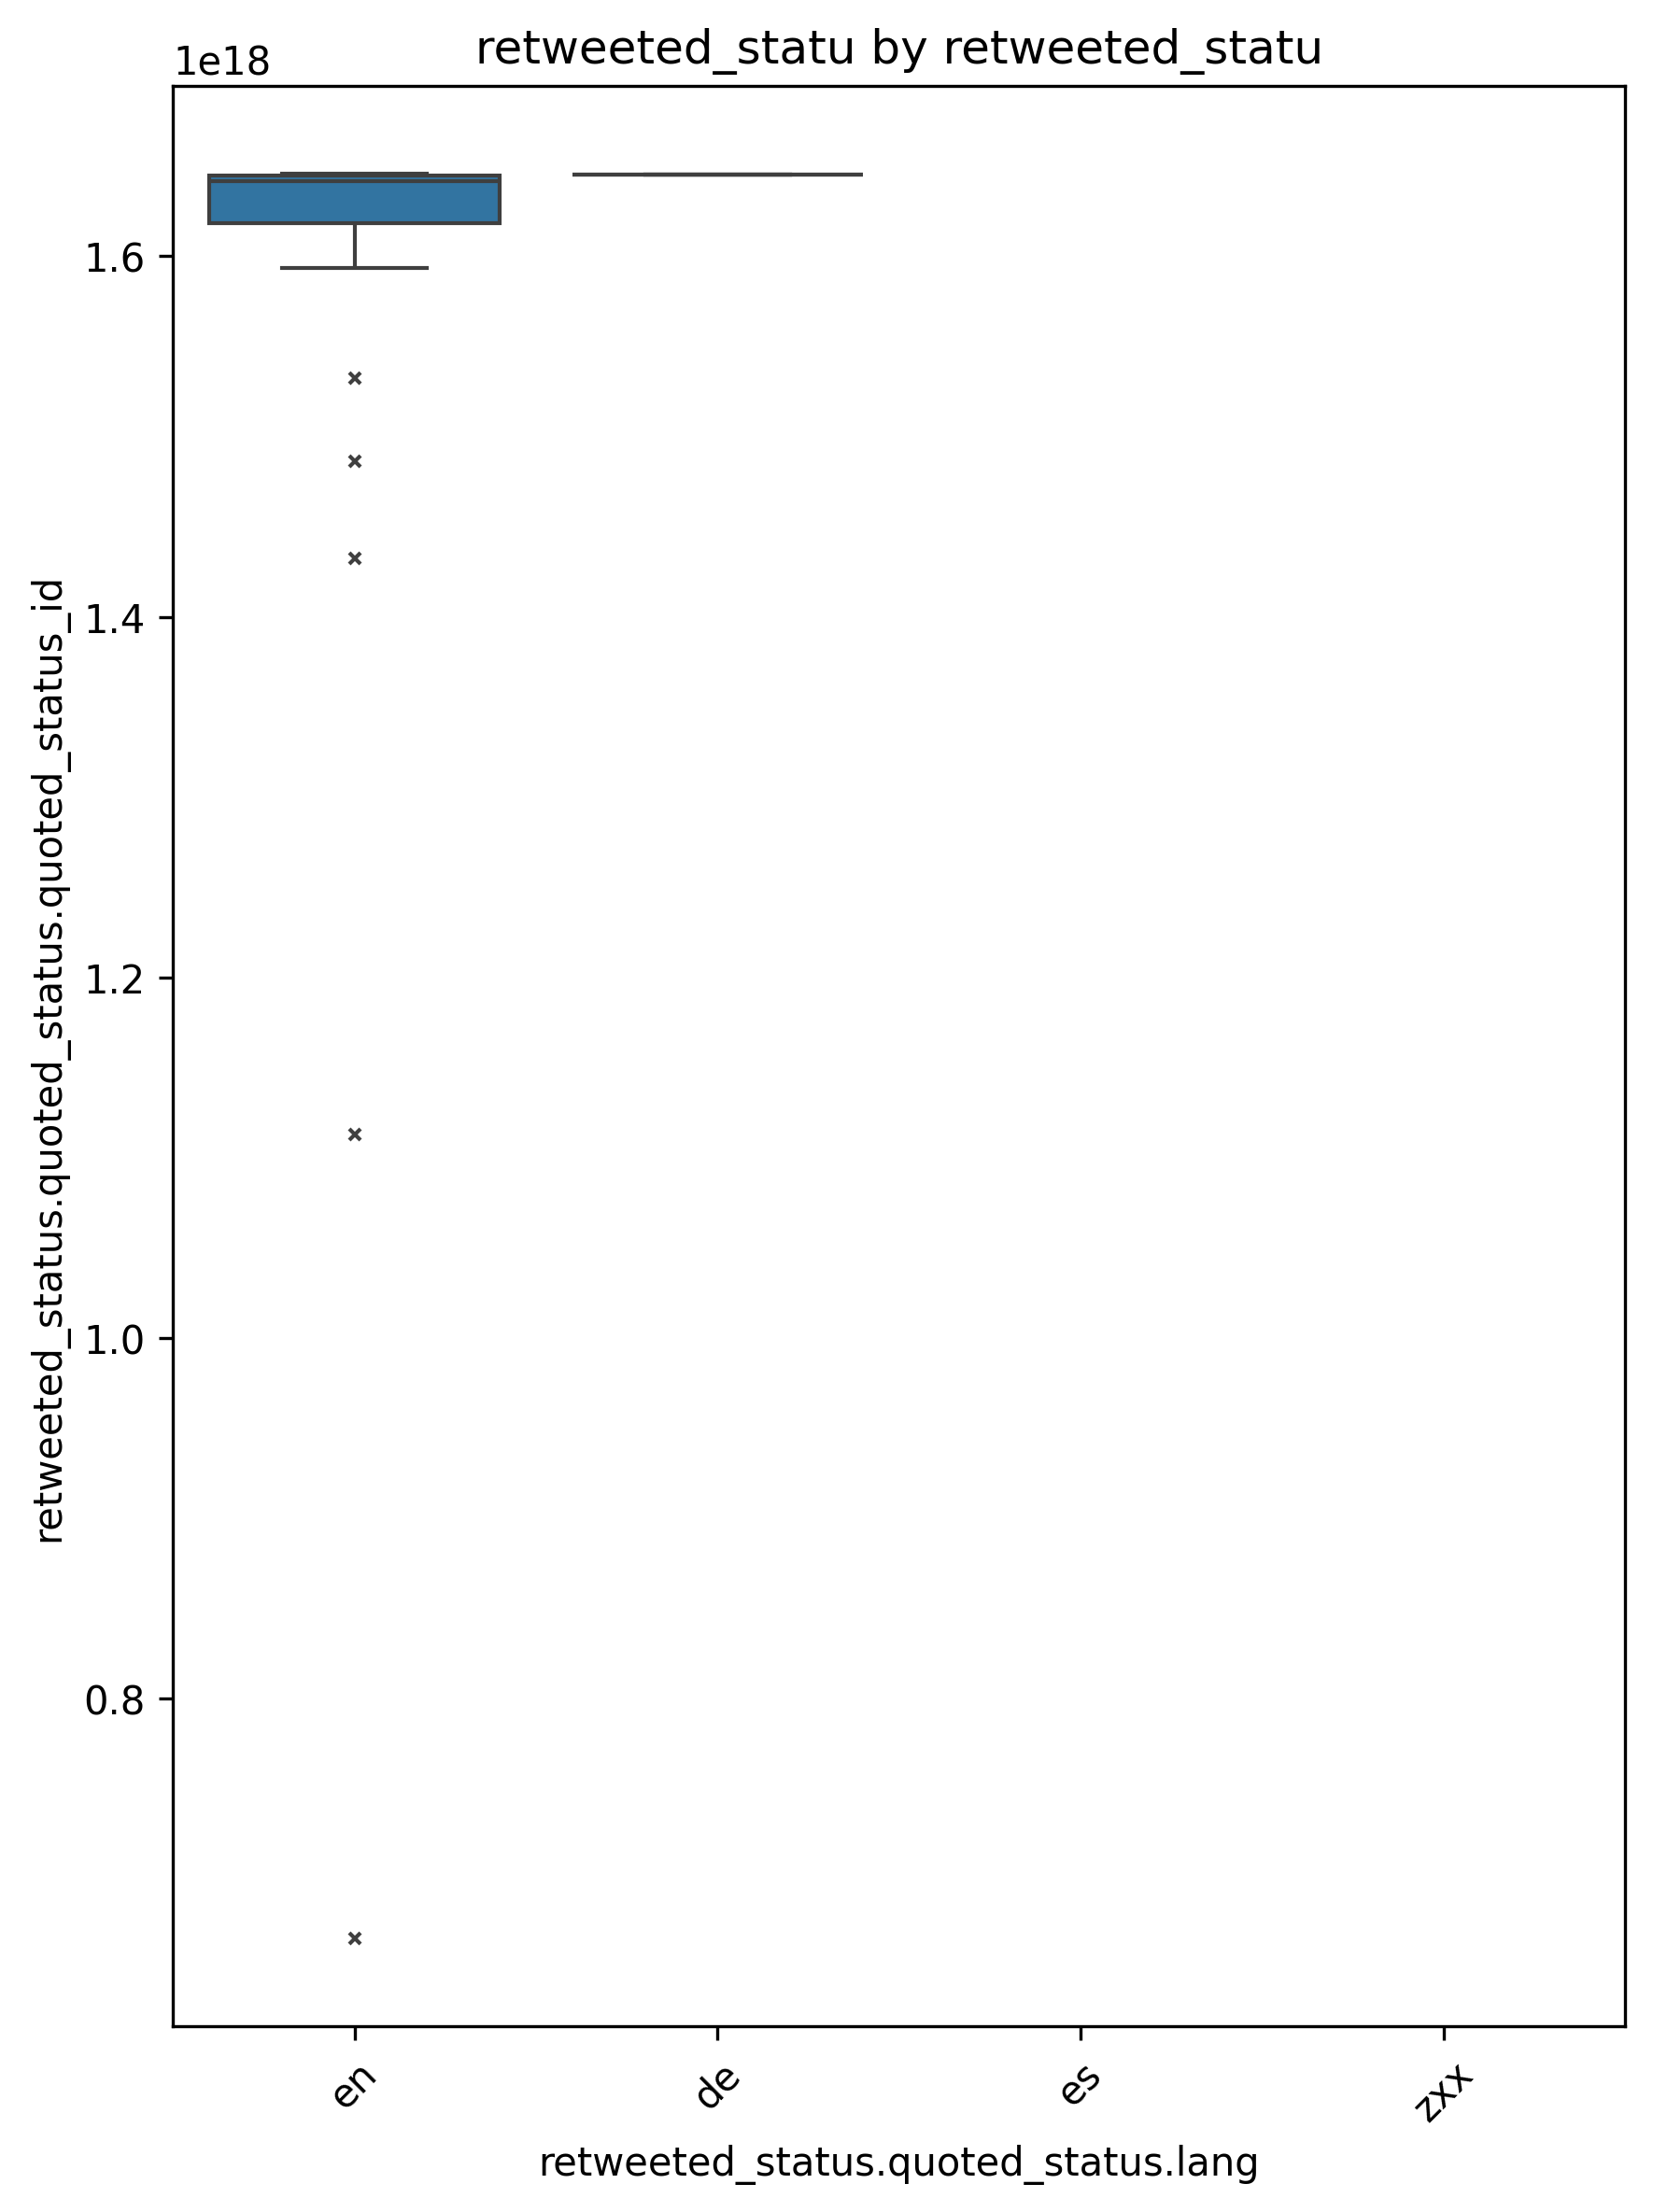 retweeted_statu by retweeted_statu
1e18
1.6
1.4
1.2
1.0
0.8
retweeted_status.quoted_status.quoted_status_id
en
de
es
zxx
retweeted_status.quoted_status.lang